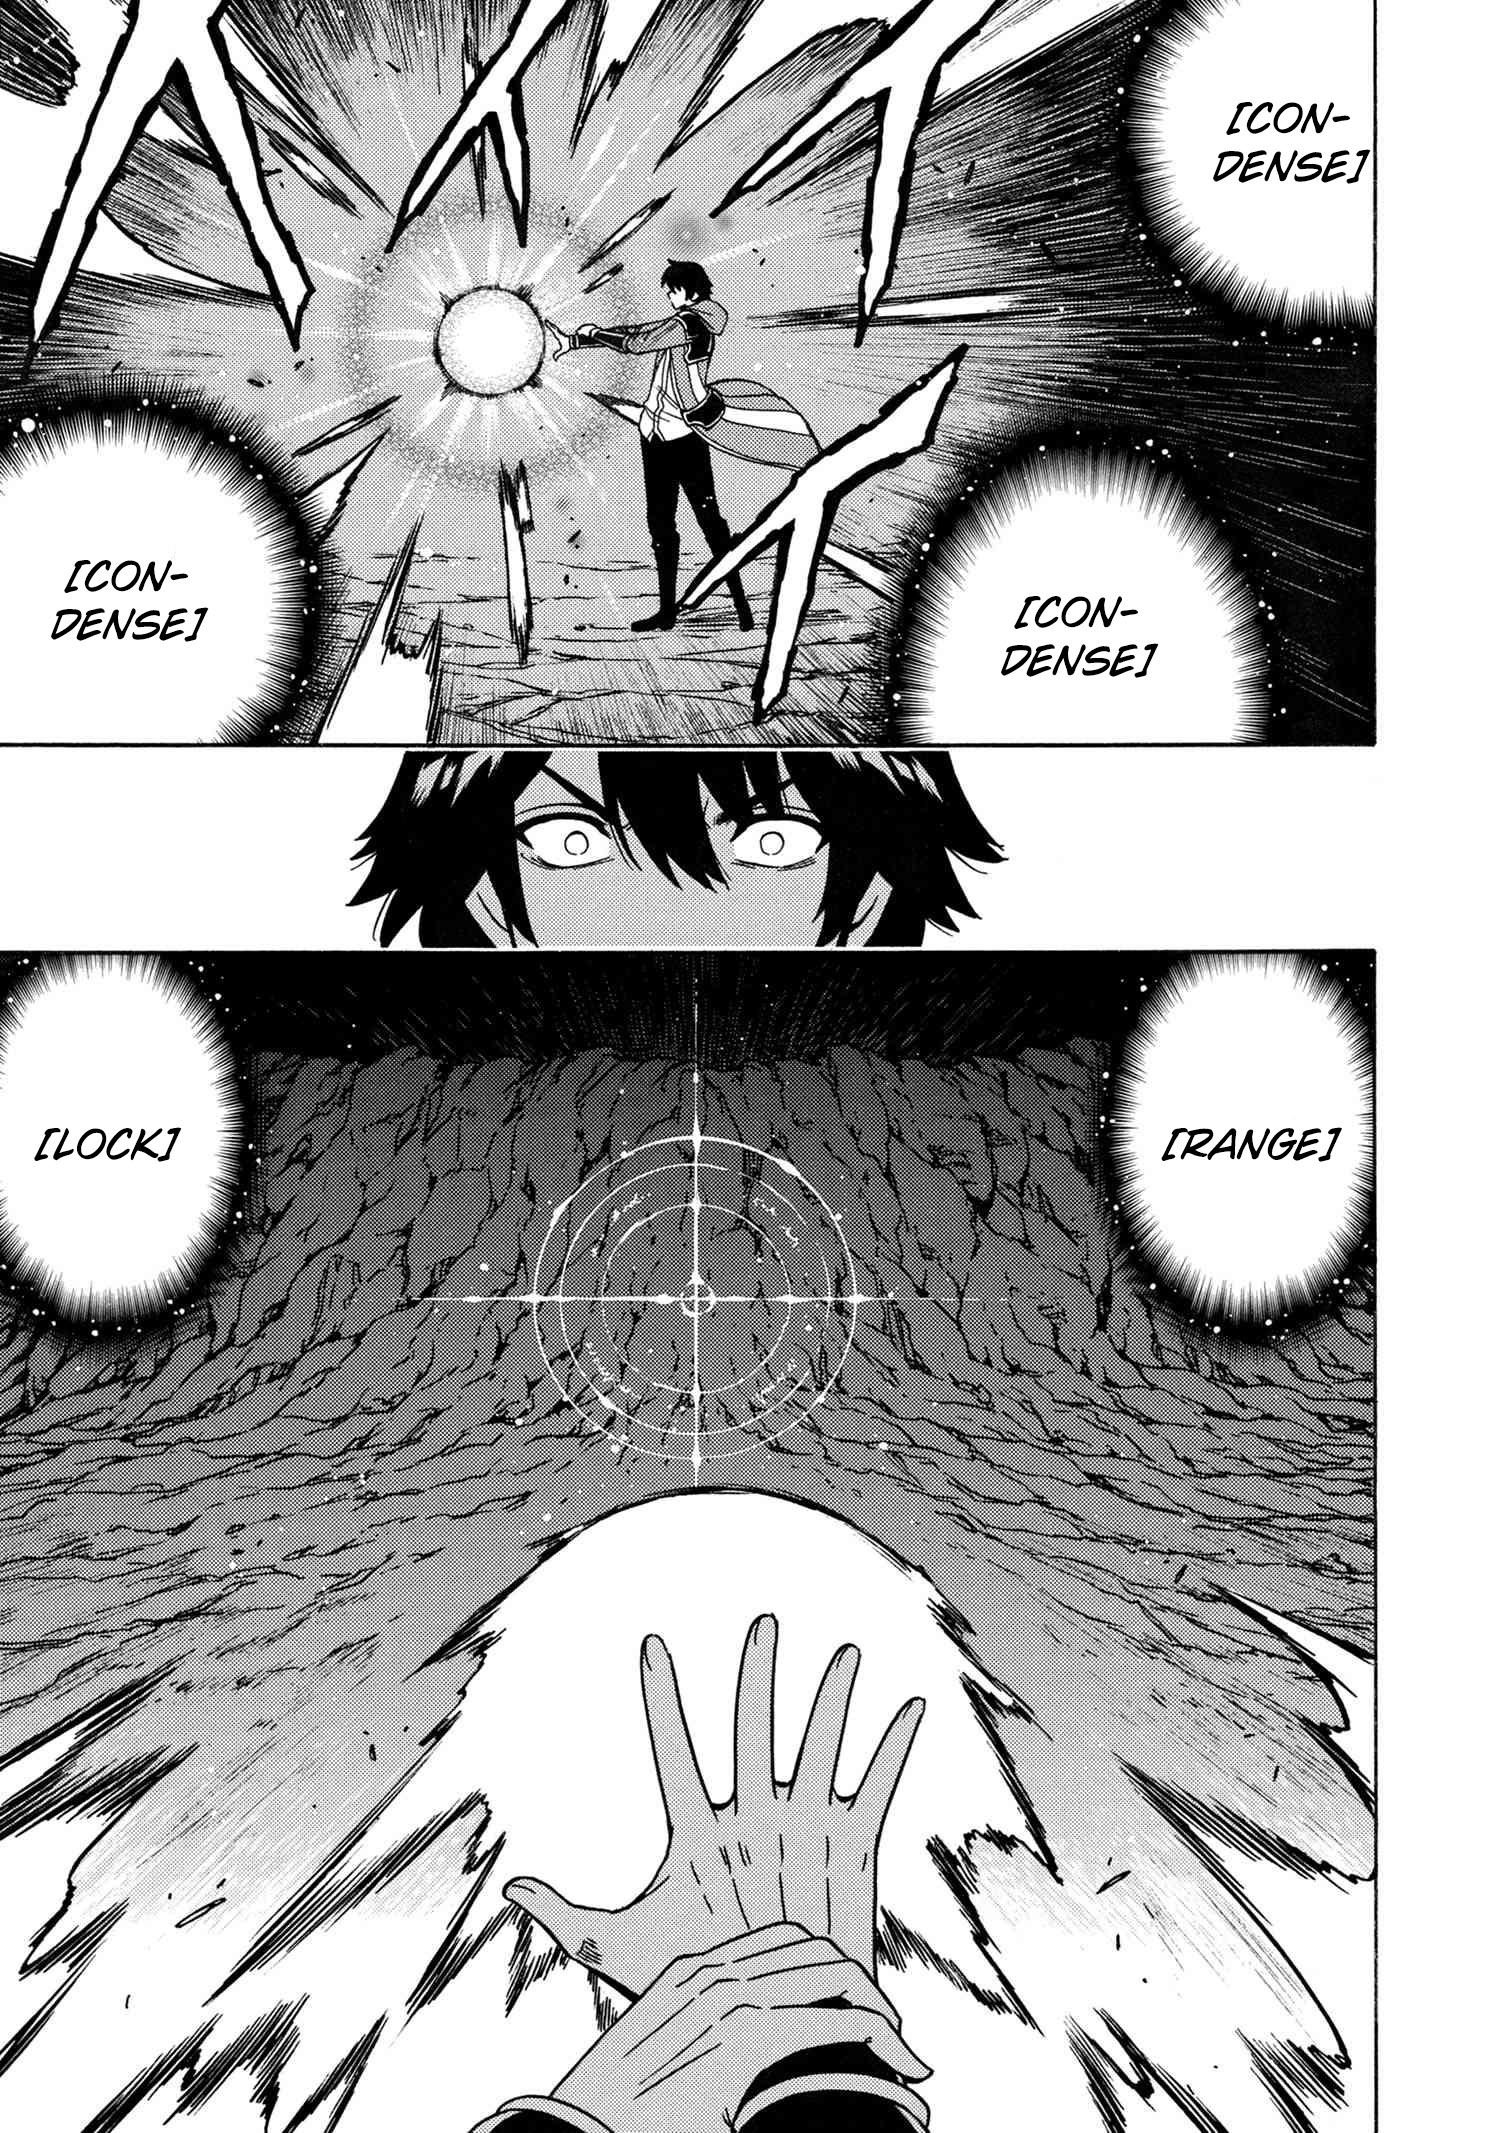 [CON-
DENSE]
[CON-
DENSE]
[CON-
DENSE]
[RANGE]
[LOCK]